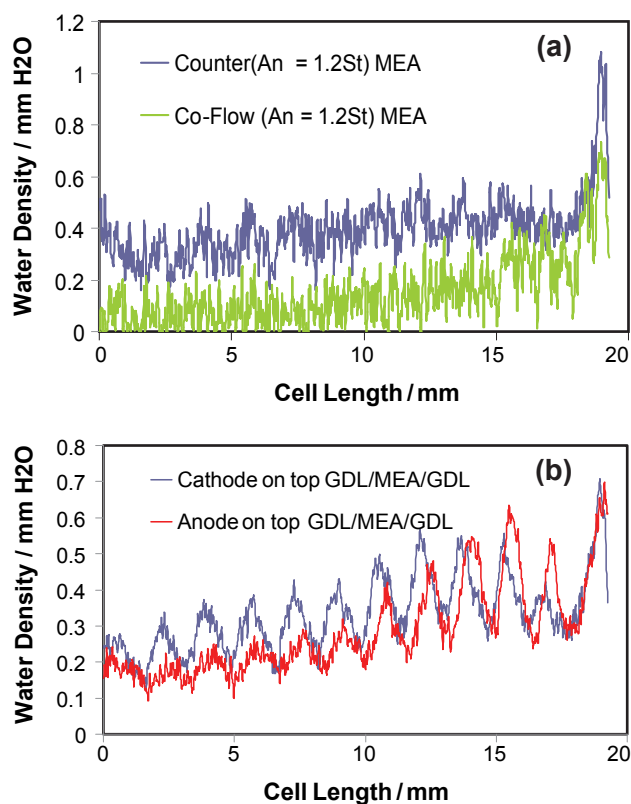 (a)
Counter(An = 1.2St) MEA
Co-Flow (An = 1.2St) MEA
Water Density / mm H2O
1.2
1
0.8
0.6
0.4
0.2
0
0 5 10 15 20
Cell Length / mm
(b)
Cathode on top GDL/MEA/GDL
Anode on top GDL/MEA/GDL
Water Density / mm H2O
0.8
0.7
0.6
0.5
0.4
0.3
0.2
0.1
0
0 5 10 15 20
Cell Length / mm